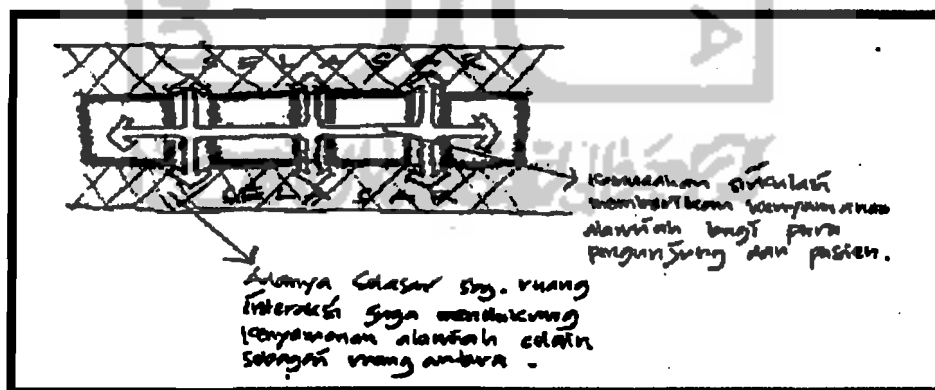 SELASAR
SELASAR
Kemudahan sirkulasi
memberikan kenyamanan
alamiah bagi para
pengunjung dan pasien.
Adanya Selasar sbg. ruang
interaksi juga mendukung
kenyamanan alamiah selain
sebagai ruang antara.